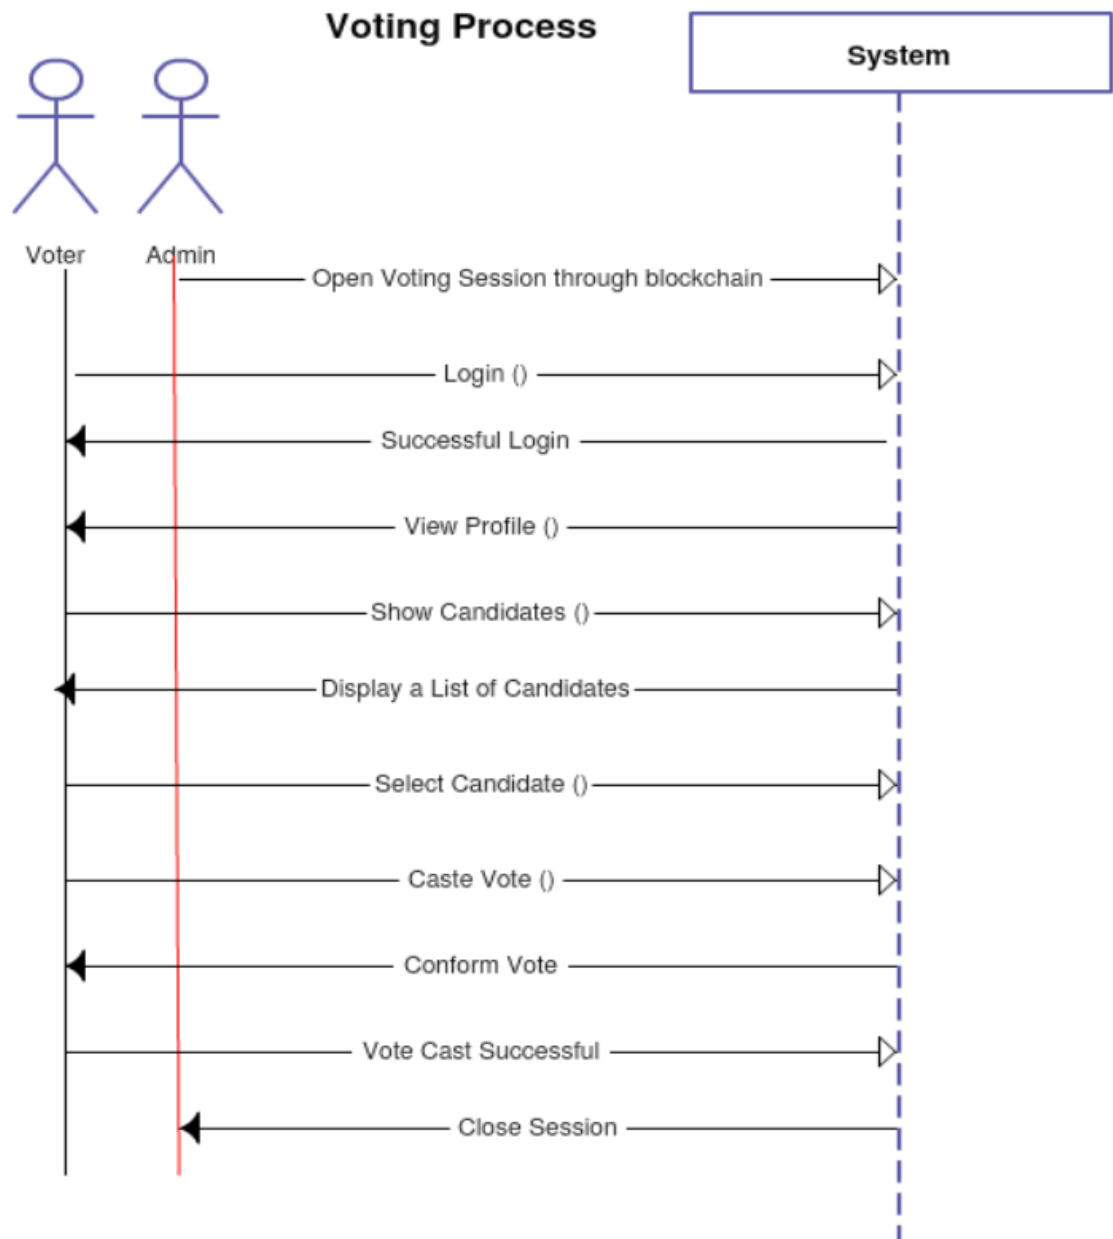 Voting Process
System
Voter
Admin
Open Voting Session through blockchain
Login ()
Successful Login
View Profile ()
Show Candidates ()
Display a List of Candidates
Select Candidate ()
Caste Vote ()
Conform Vote
Vote Cast Successful
Close Session